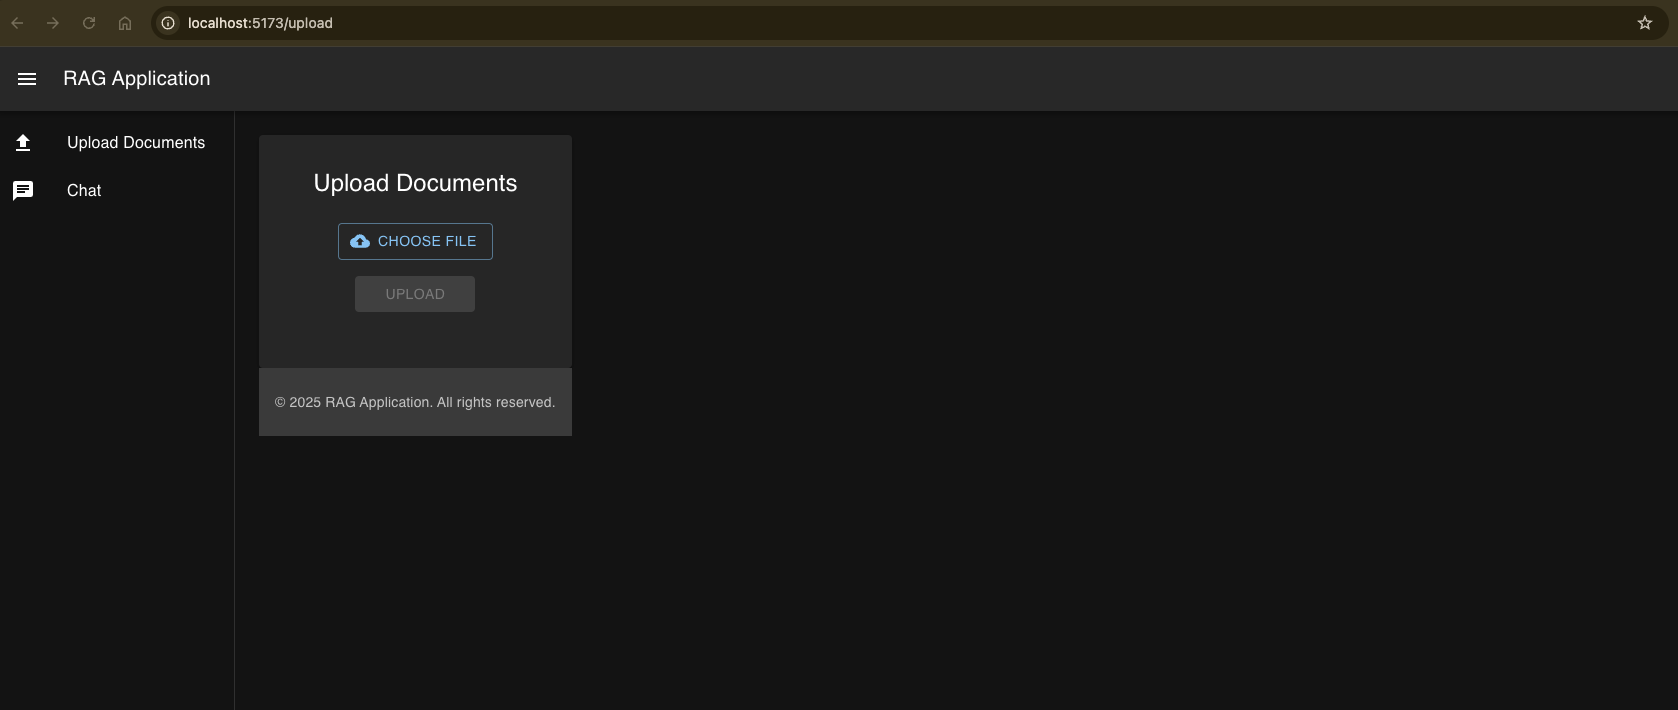 localhost:5173/upload
RAG Application
Upload Documents
Chat
Upload Documents
CHOOSE FILE
UPLOAD
© 2025 RAG Application. All rights reserved.